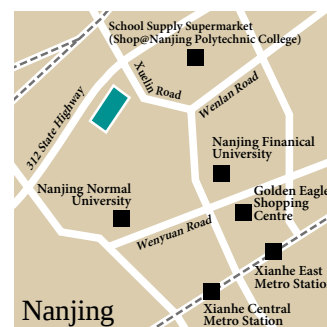 School Supply Supermarket
(Shop@Nanjing Polytechnic College)
Xuelin Road
Wenlan Road
312 State Highway
Nanjing Finanical
University
Nanjing Normal
University
Golden Eagle
Shopping
Centre
Wenyuan Road
Xianhe East
Metro Station
Nanjing
Xianhe Central
Metro Station